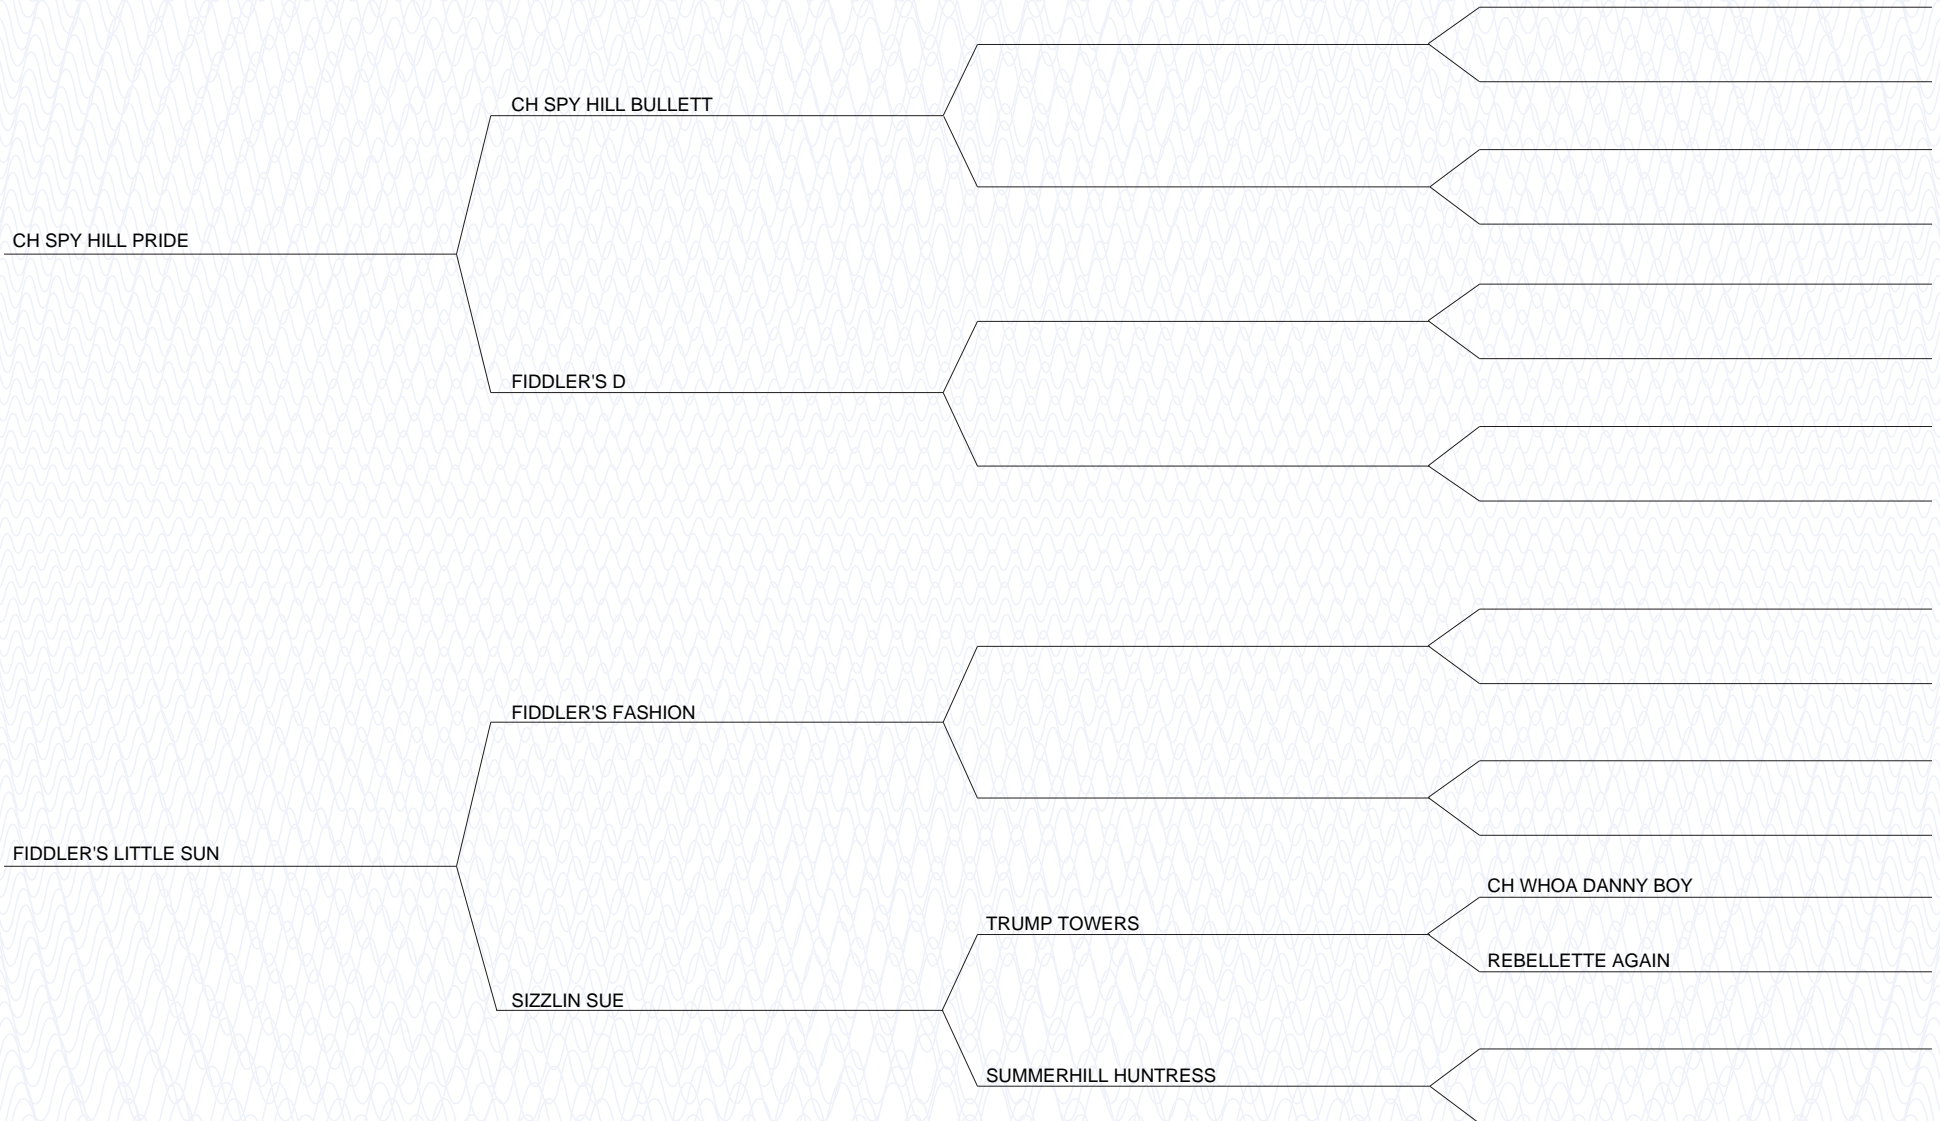 CH SPY HILL BULLETT
CH SPY HILL PRIDE
FIDDLER'S D
FIDDLER'S FASHION
FIDDLER'S LITTLE SUN
CH WHOA DANNY BOY
TRUMP TOWERS
REBELLETTE AGAIN
SIZZLIN SUE
SUMMERHILL HUNTRESS